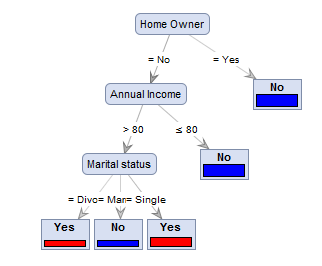 Home Owner
= No
= Yes
No
Annual Income
> 80
≤ 80
No
Marital status
= Divo= Mar= Single
Yes
No
Yes